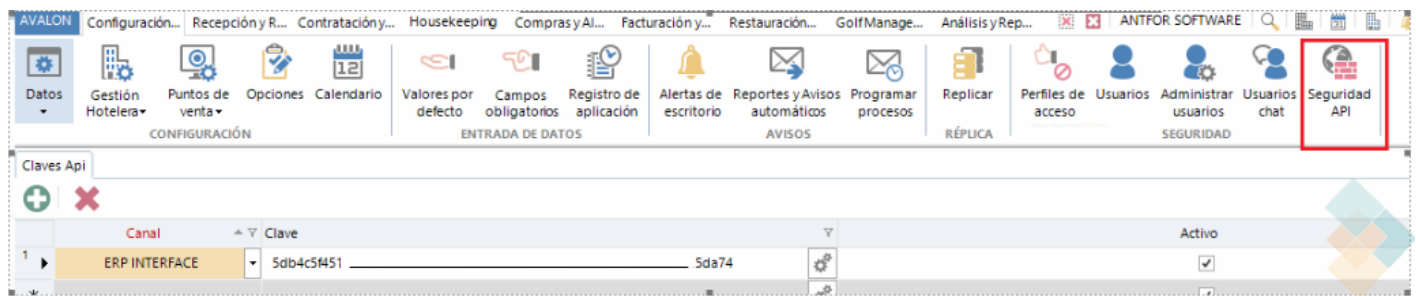 AVALON Configuración... Recepción y R... Contratación y... Housekeeping Compras y Al... Facturación y... Restauración... GolfManage... Análisis y Rep... ANTFOR SOFTWARE
Datos Gestión Puntos de Opciones Calendario Valores por Campos Registro de Alertas de Reportes y Avisos Programar Replicar Perfiles de Usuarios Administrar Usuarios Seguridad
Hotelera venta defecto obligatorios aplicación escritorio automáticos procesos acceso usuarios chat API
CONFIGURACIÓN ENTRADA DE DATOS AVISOS RÉPLICA SEGURIDAD
Claves Api
Canal Clave Activo
1 ERP INTERFACE 5db4c5f451 5da74
*